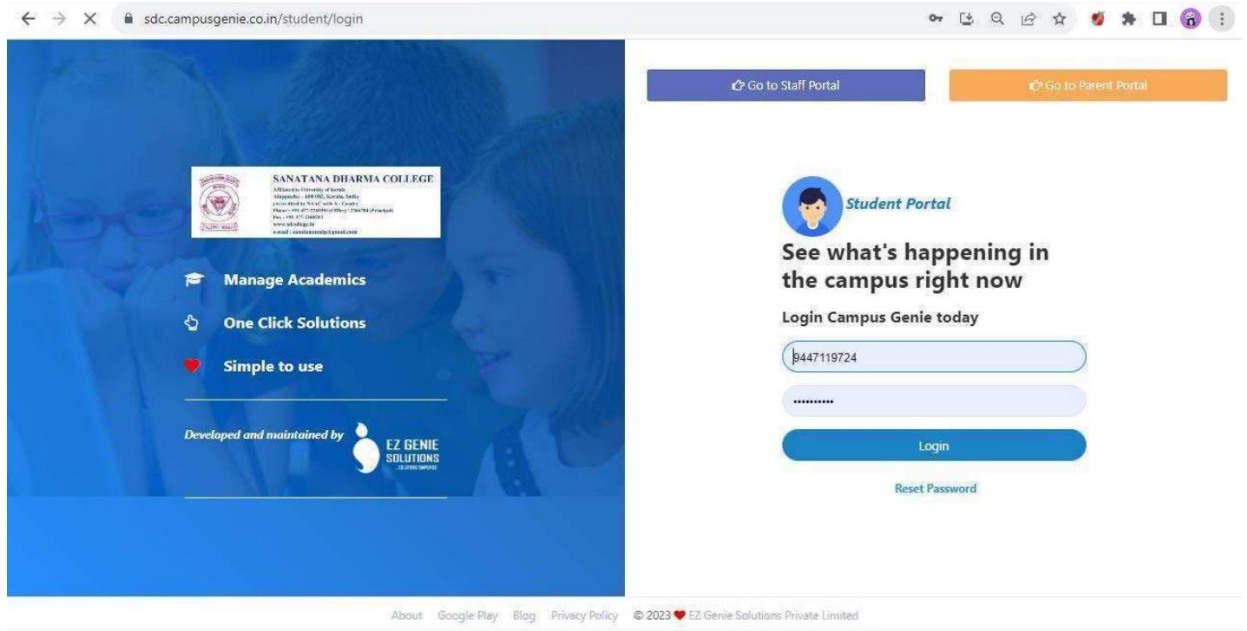 sdc.campusgenie.co.in/student/login
Go to Staff Portal
Go to Parent Portal
SANATANA DHARMA COLLEGE
Manage Academics
One Click Solutions
Simple to use
Developed and maintained by
EZ GENIE
SOLUTIONS
Student Portal
See what's happening in
the campus right now
Login Campus Genie today
9447119724
••••••••••
Login
Reset Password
About Google Play Blog Privacy Policy © 2023 ❤ EZ Genie Solutions Private Limited